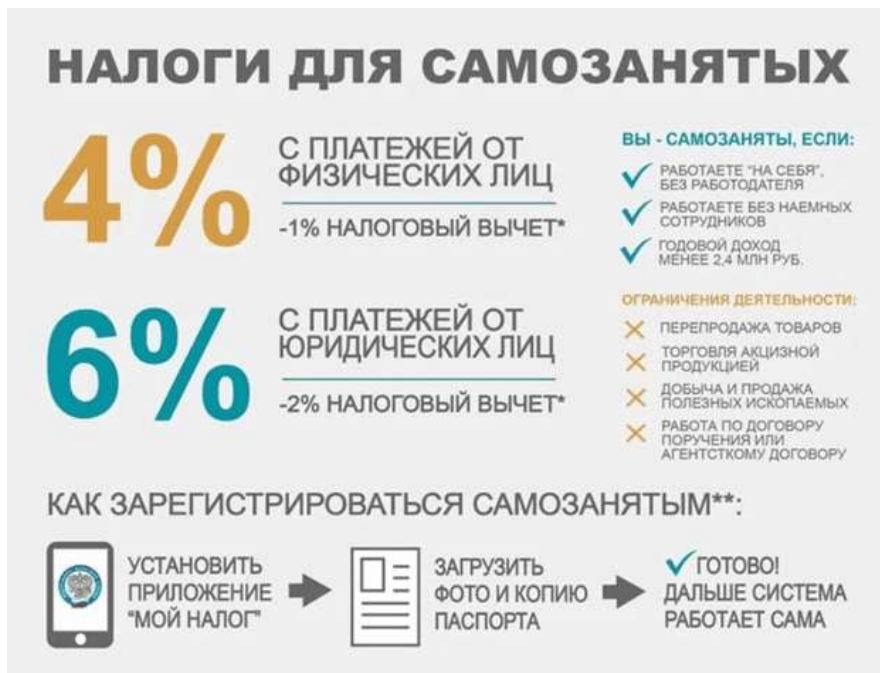 НАЛОГИ ДЛЯ САМОЗАНЯТЫХ
4%
С ПЛАТЕЖЕЙ ОТ
ФИЗИЧЕСКИХ ЛИЦ
-1% НАЛОГОВЫЙ ВЫЧЕТ*
6%
С ПЛАТЕЖЕЙ ОТ
ЮРИДИЧЕСКИХ ЛИЦ
-2% НАЛОГОВЫЙ ВЫЧЕТ*
ВЫ - САМОЗАНЯТЫ, ЕСЛИ:
РАБОТАЕТЕ "НА СЕБЯ",
БЕЗ РАБОТОДАТЕЛЯ
РАБОТАЕТЕ БЕЗ НАЕМНЫХ
СОТРУДНИКОВ
ГОДОВОЙ ДОХОД
МЕНЕЕ 2,4 МЛН РУБ.
ОГРАНИЧЕНИЯ ДЕЯТЕЛЬНОСТИ:
ПЕРЕПРОДАЖА ТОВАРОВ
ТОРГОВЛЯ АКЦИЗНОЙ
ПРОДУКЦИЕЙ
ДОБЫЧА И ПРОДАЖА
ПОЛЕЗНЫХ ИСКОПАЕМЫХ
РАБОТА ПО ДОГОВОРУ
ПОРУЧЕНИЯ ИЛИ
АГЕНТСТКОМУ ДОГОВОРУ
КАК ЗАРЕГИСТРИРОВАТЬСЯ САМОЗАНЯТЫМ**:
УСТАНОВИТЬ
ПРИЛОЖЕНИЕ
"МОЙ НАЛОГ"
ЗАГРУЗИТЬ
ФОТО И КОПИЮ
ПАСПОРТА
ГОТОВО!
ДАЛЬШЕ СИСТЕМА
РАБОТАЕТ САМА